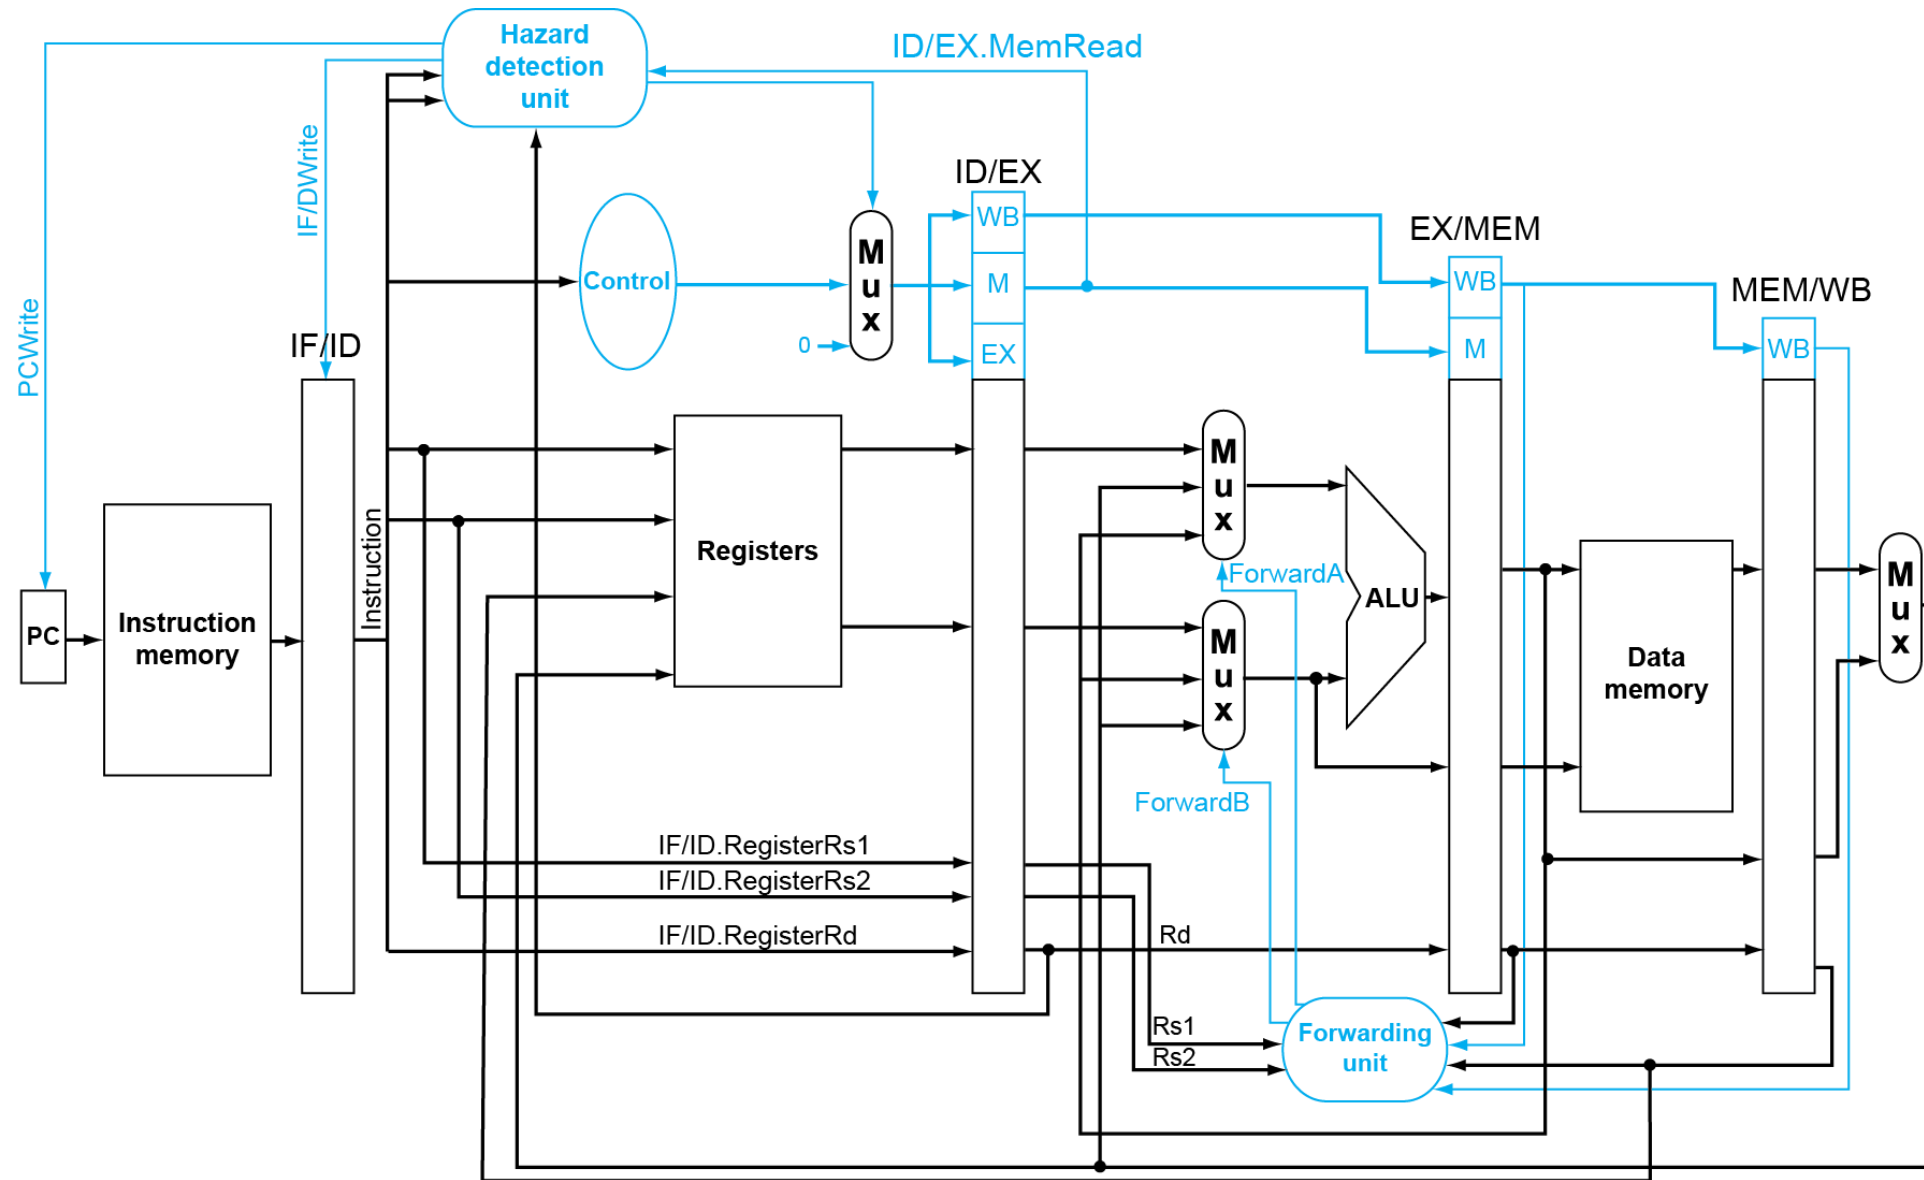 Hazard
detection
unit
ID/EX.MemRead
IF/DWrite
PCWrite
ID/EX
WB
M
EX
Control
M
u
x
0
EX/MEM
WB
M
MEM/WB
WB
IF/ID
PC
Instruction
memory
Instruction
Registers
M
u
x
ForwardA
M
u
x
ForwardB
ALU
Data
memory
M
u
x
IF/ID.RegisterRs1
IF/ID.RegisterRs2
IF/ID.RegisterRd
Rd
Rs1
Rs2
Forwarding
unit